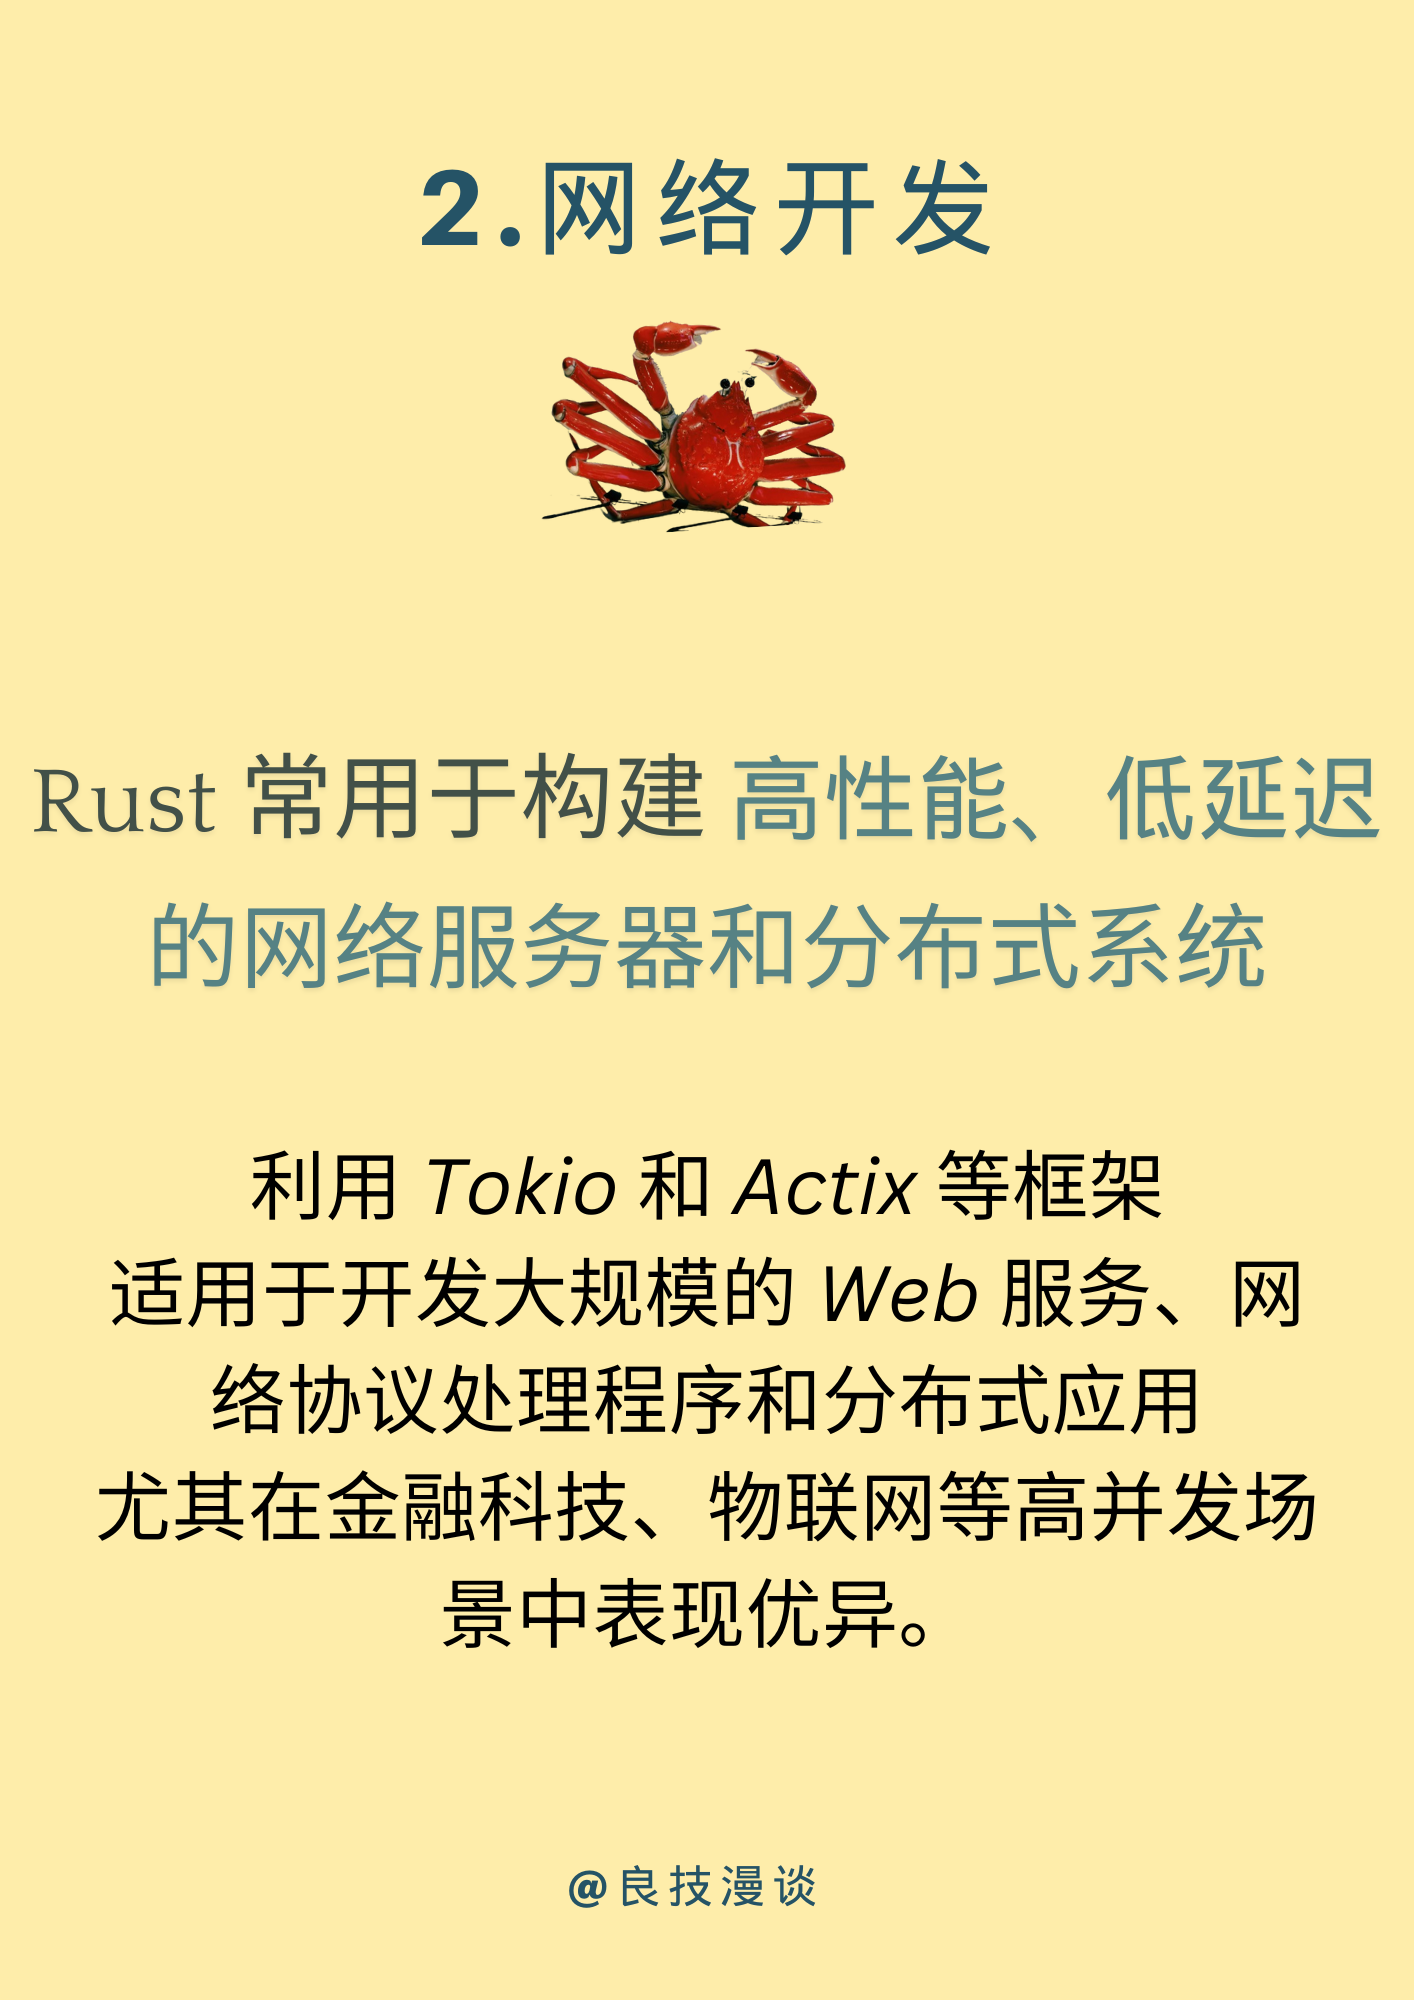 2.网络开发
Rust 常用于构建 高性能、低延迟
的网络服务器和分布式系统
利用 Tokio 和 Actix 等框架
适用于开发大规模的 Web 服务、网
络协议处理程序和分布式应用
尤其在金融科技、物联网等高并发场
景中表现优异。
@良技漫谈